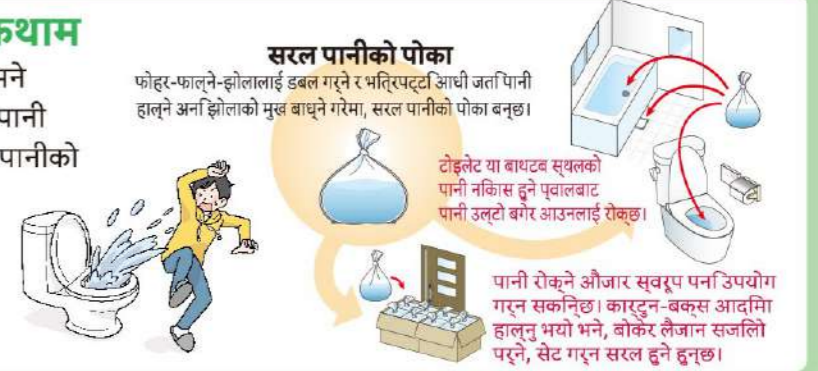 कथाम
मने
पानी
पानीको
सरल पानीको पोका
फोहर-फाल्ने-झोलालाई डबल गर्ने र भित्रपट्टि आधी जति पानी
हाल्ने अनि झोलाको मुख बाध्ने गरेमा, सरल पानीको पोका बन्छ।
टोइलेट या बाथटब स्थलको
पानी निकास हुने प्वालबाट
पानी उल्टो बगेर आउनलाई रोक्छ।
पानी रोक्ने औजार स्वरूप पनि उपयोग
गर्न सकिन्छ। कार्टुन-बक्स आदिमा
हाल्नु भयो भने, बोकेर लैजान सजिलो
पर्ने, सेट गर्न सरल हुने हुन्छ।